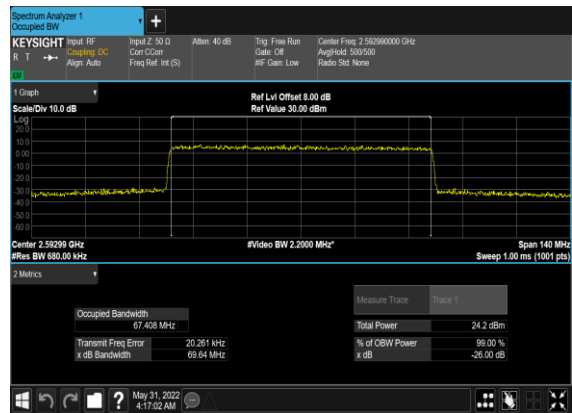 Spectrum Analyzer 1
Occupied BW
+
KEYSIGHT Input: RF Input Z: 50 Ω Atten: 40 dB Trig: Free Run Center Freq: 2.592990000 GHz
R T Coupling: DC Corr CCorr Gate: Off Avg|Hold: 500/500
Align: Auto Freq Ref: Int (S) #IF Gain: Low Radio Std: None
1 Graph
Ref Lvl Offset 8.00 dB
Scale/Div 10.0 dB Ref Value 30.00 dBm
Log
20.0
10.0
0.00
-10.0
-20.0
-30.0
-40.0
-50.0
-60.0
Center 2.59299 GHz #Video BW 2.2000 MHz* Span 140 MHz
#Res BW 680.00 kHz Sweep 1.00 ms (1001 pts)
2 Metrics
Measure Trace Trace 1
Occupied Bandwidth
67.408 MHz Total Power 24.2 dBm
Transmit Freq Error 20.261 kHz % of OBW Power 99.00 %
x dB Bandwidth 69.64 MHz x dB -26.00 dB
? May 31, 2022
4:17:02 AM